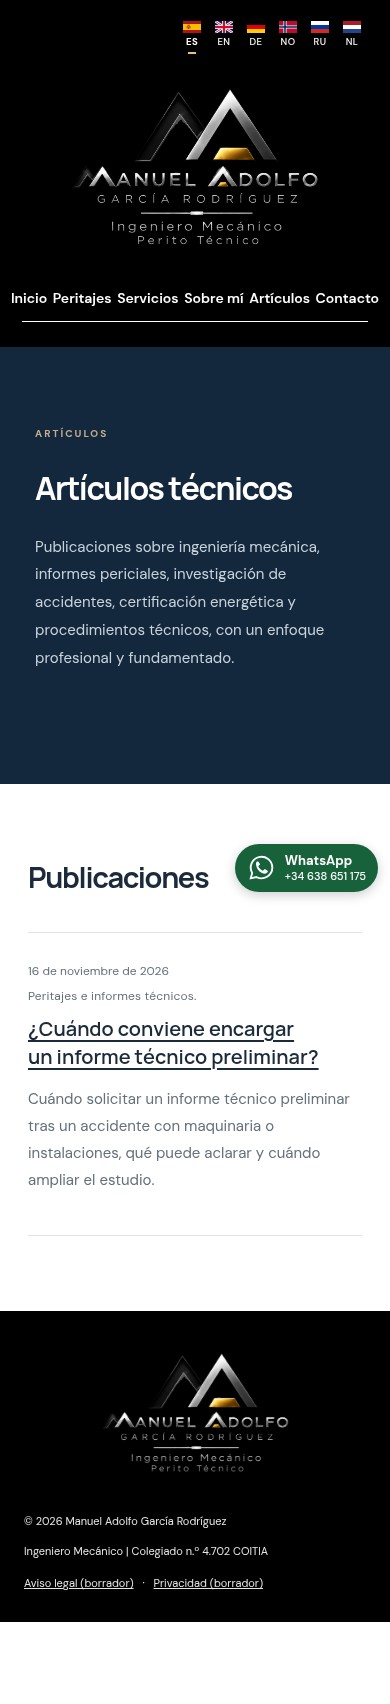 ES EN DE NO RU NL
MANUEL ADOLFO
GARCÍA RODRÍGUEZ
Ingeniero Mecánico
Perito Técnico
Inicio Peritajes Servicios Sobre mí Artículos Contacto
ARTÍCULOS
Artículos técnicos
Publicaciones sobre ingeniería mecánica,
informes periciales, investigación de
accidentes, certificación energética y
procedimientos técnicos, con un enfoque
profesional y fundamentado.
WhatsApp
+34 638 651 175
Publicaciones
16 de noviembre de 2026
Peritajes e informes técnicos.
¿Cuándo conviene encargar
un informe técnico preliminar?
Cuándo solicitar un informe técnico preliminar
tras un accidente con maquinaria o
instalaciones, qué puede aclarar y cuándo
ampliar el estudio.
MANUEL ADOLFO
GARCÍA RODRÍGUEZ
Ingeniero Mecánico
Perito Técnico
© 2026 Manuel Adolfo García Rodríguez
Ingeniero Mecánico | Colegiado n.º 4.702 COITIA
Aviso legal (borrador) · Privacidad (borrador)